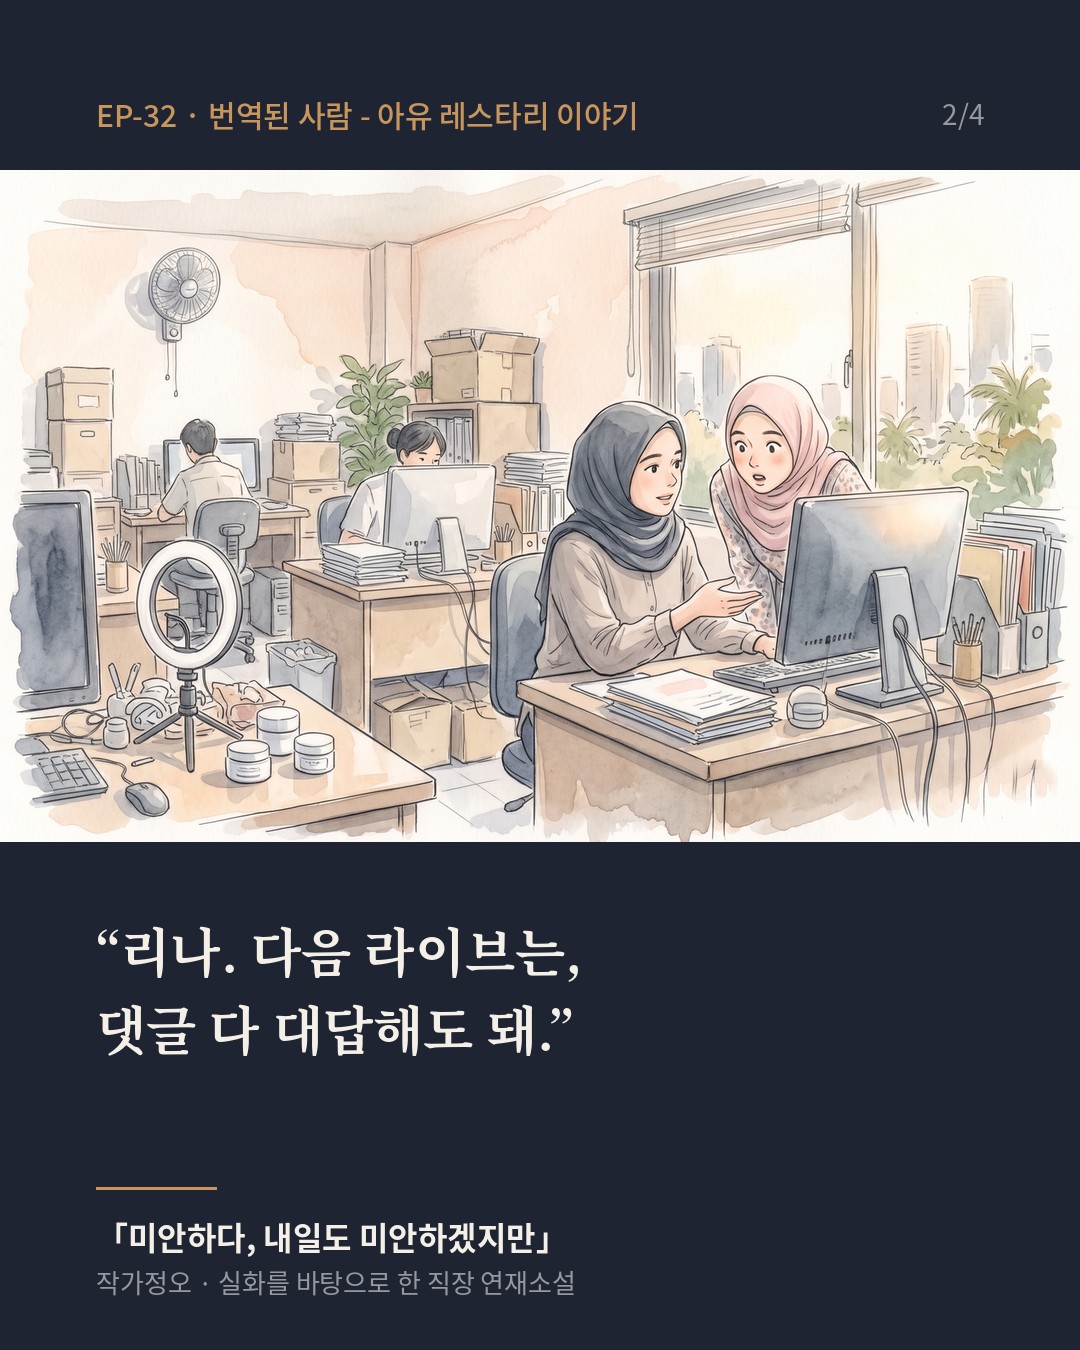 EP-32 · 번역된 사람 - 아유 레스타리 이야기
2/4
“리나. 다음 라이브는,
댓글 다 대답해도 돼.”
「미안하다, 내일도 미안하겠지만」
작가정오 · 실화를 바탕으로 한 직장 연재소설